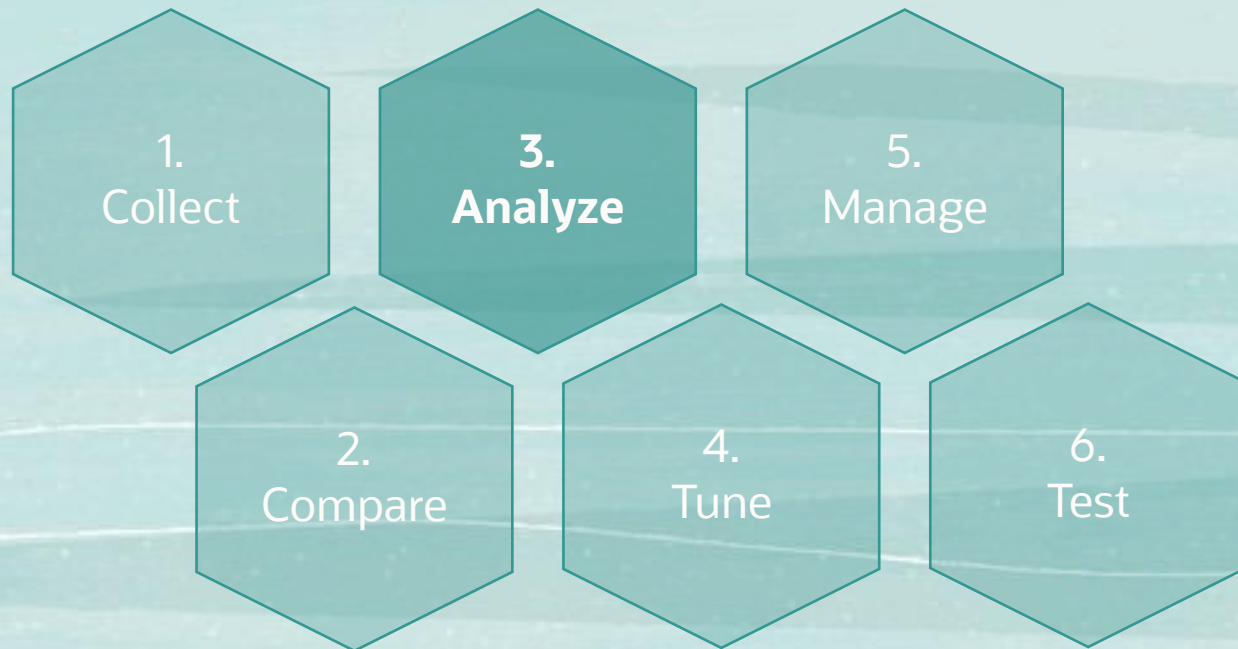 1.
Collect
2.
Compare
3.
Analyze
4.
Tune
5.
Manage
6.
Test